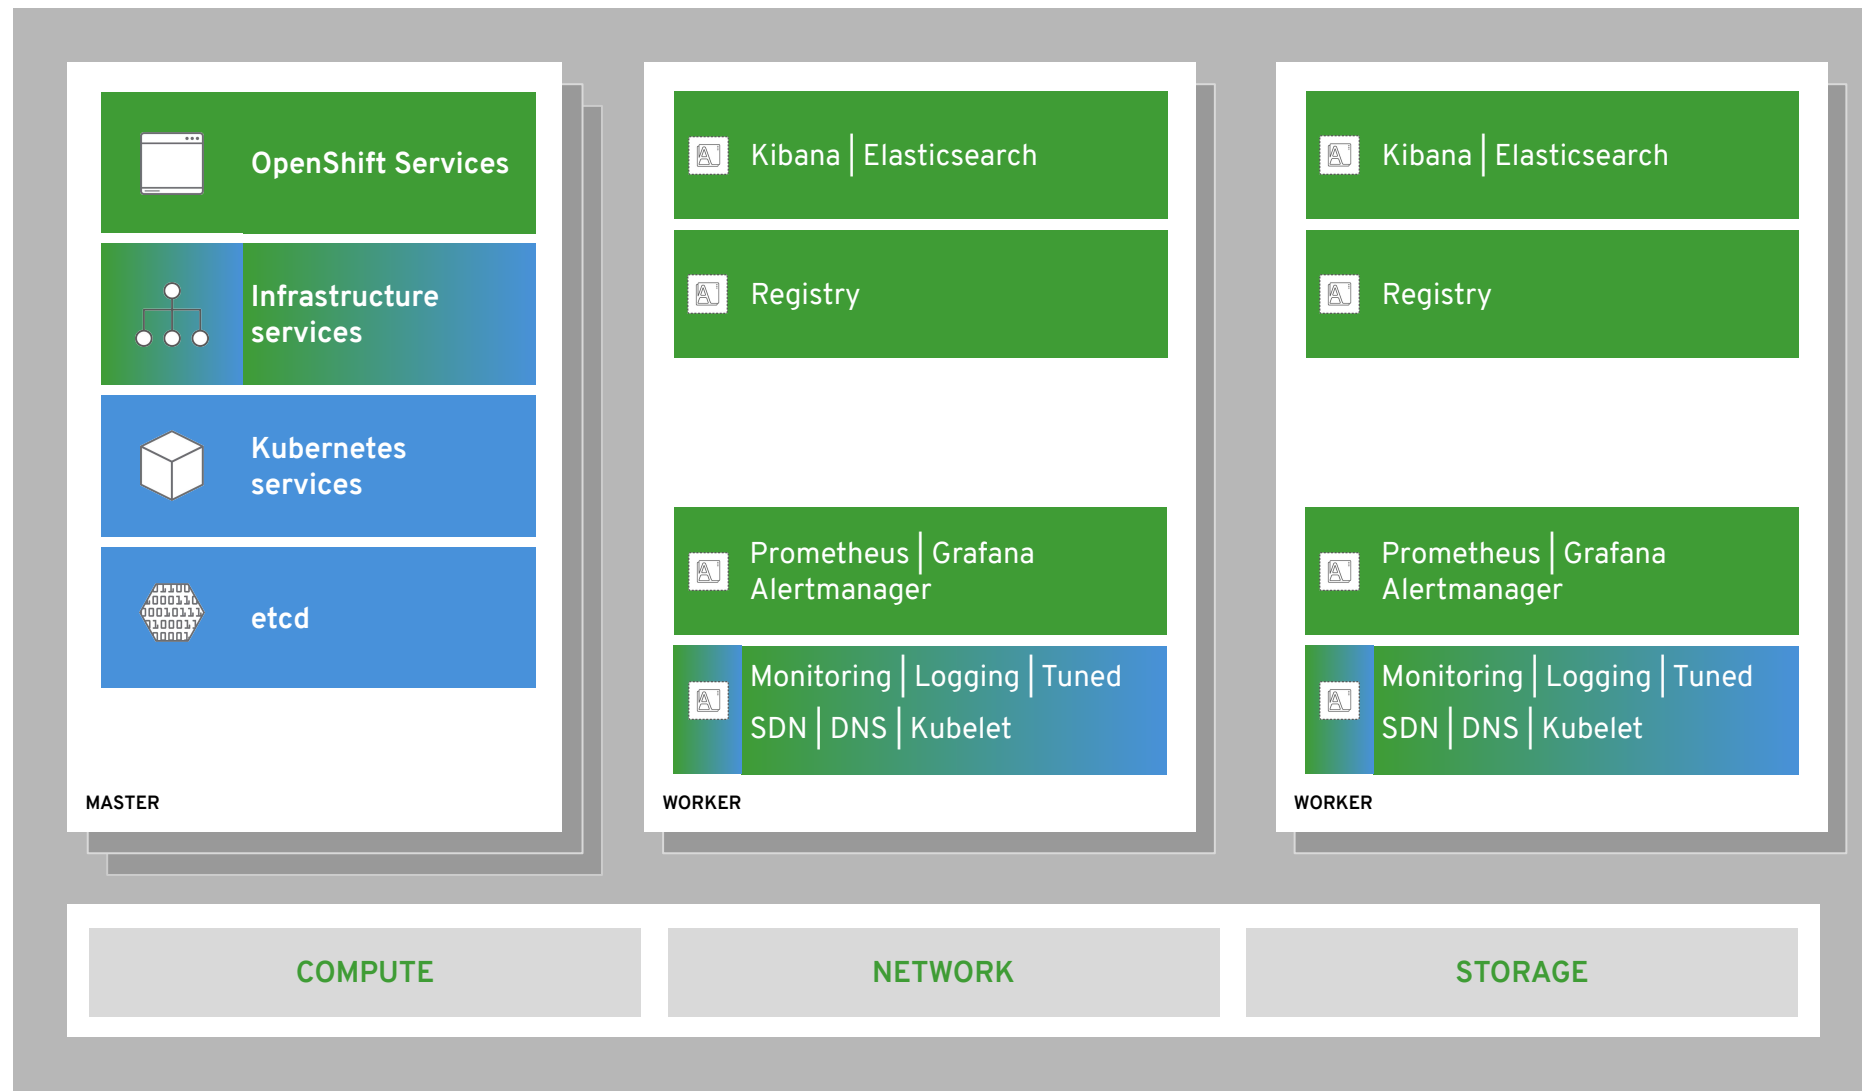 OpenShift Services
Infrastructure
services
Kubernetes
services
etcd
MASTER
Kibana | Elasticsearch
Registry
Prometheus | Grafana
Alertmanager
Monitoring | Logging | Tuned
SDN | DNS | Kubelet
WORKER
Kibana | Elasticsearch
Registry
Prometheus | Grafana
Alertmanager
Monitoring | Logging | Tuned
SDN | DNS | Kubelet
WORKER
COMPUTE
NETWORK
STORAGE